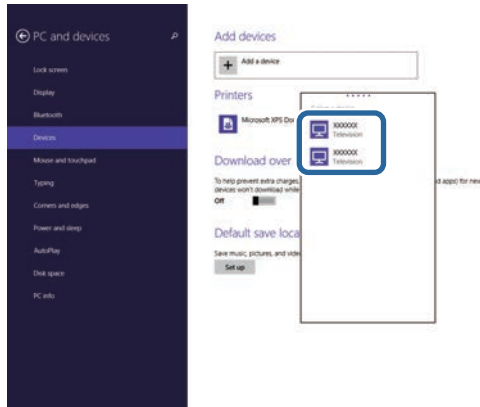 PC and devices
Lock screen
Display
Bluetooth
Devices
Mouse and touchpad
Typing
Corners and edges
Power and sleep
AutoPlay
Disk space
PC info
Add devices
Add a device
Printers
Microsoft XPS Do
Download over
To help prevent extra charges,
d apps) for new
devices won't download while
Off
Default save loca
Save music, pictures, and vide
Set up
XXXXXX
Television
XXXXXX
Television